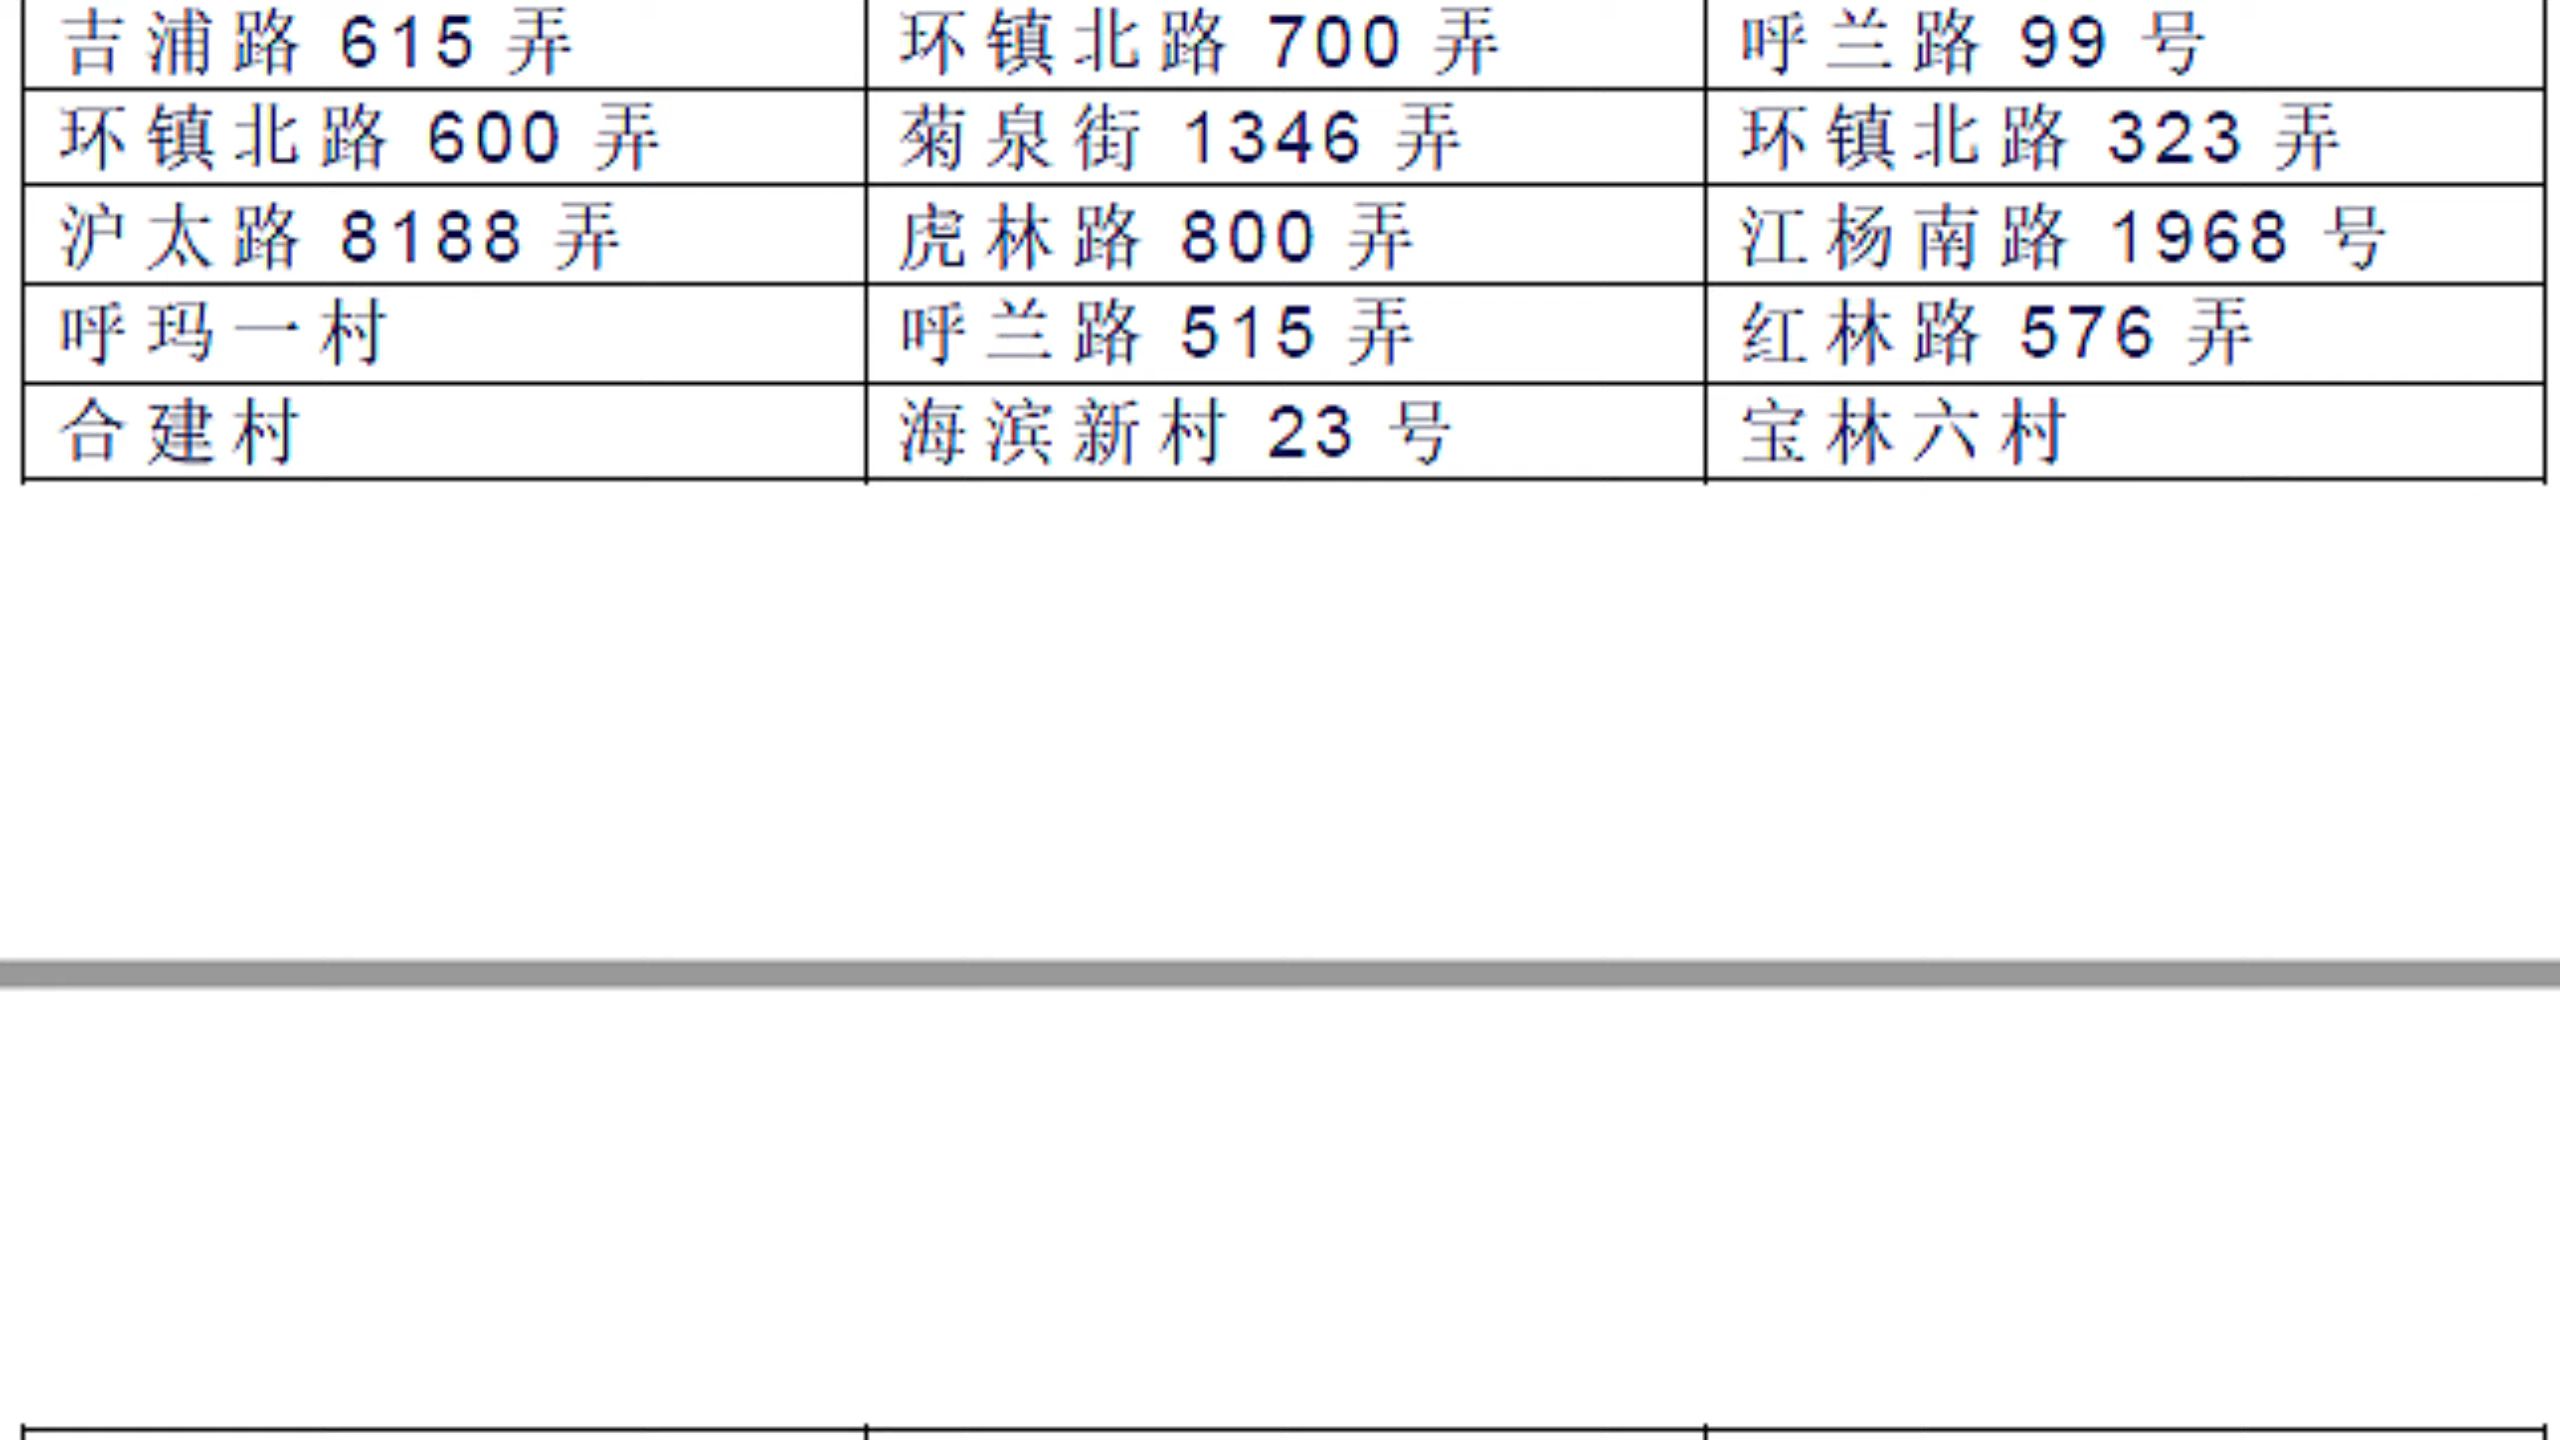 吉浦路 615 弄 环镇北路 700 弄 呼兰路 99 号
环镇北路 600 弄 菊泉街 1346 弄 环镇北路 323 弄
沪太路 8188 弄 虎林路 800 弄 江杨南路 1968 号
呼玛一村 呼兰路 515 弄 红林路 576 弄
合建村 海滨新村 23 号 宝林六村